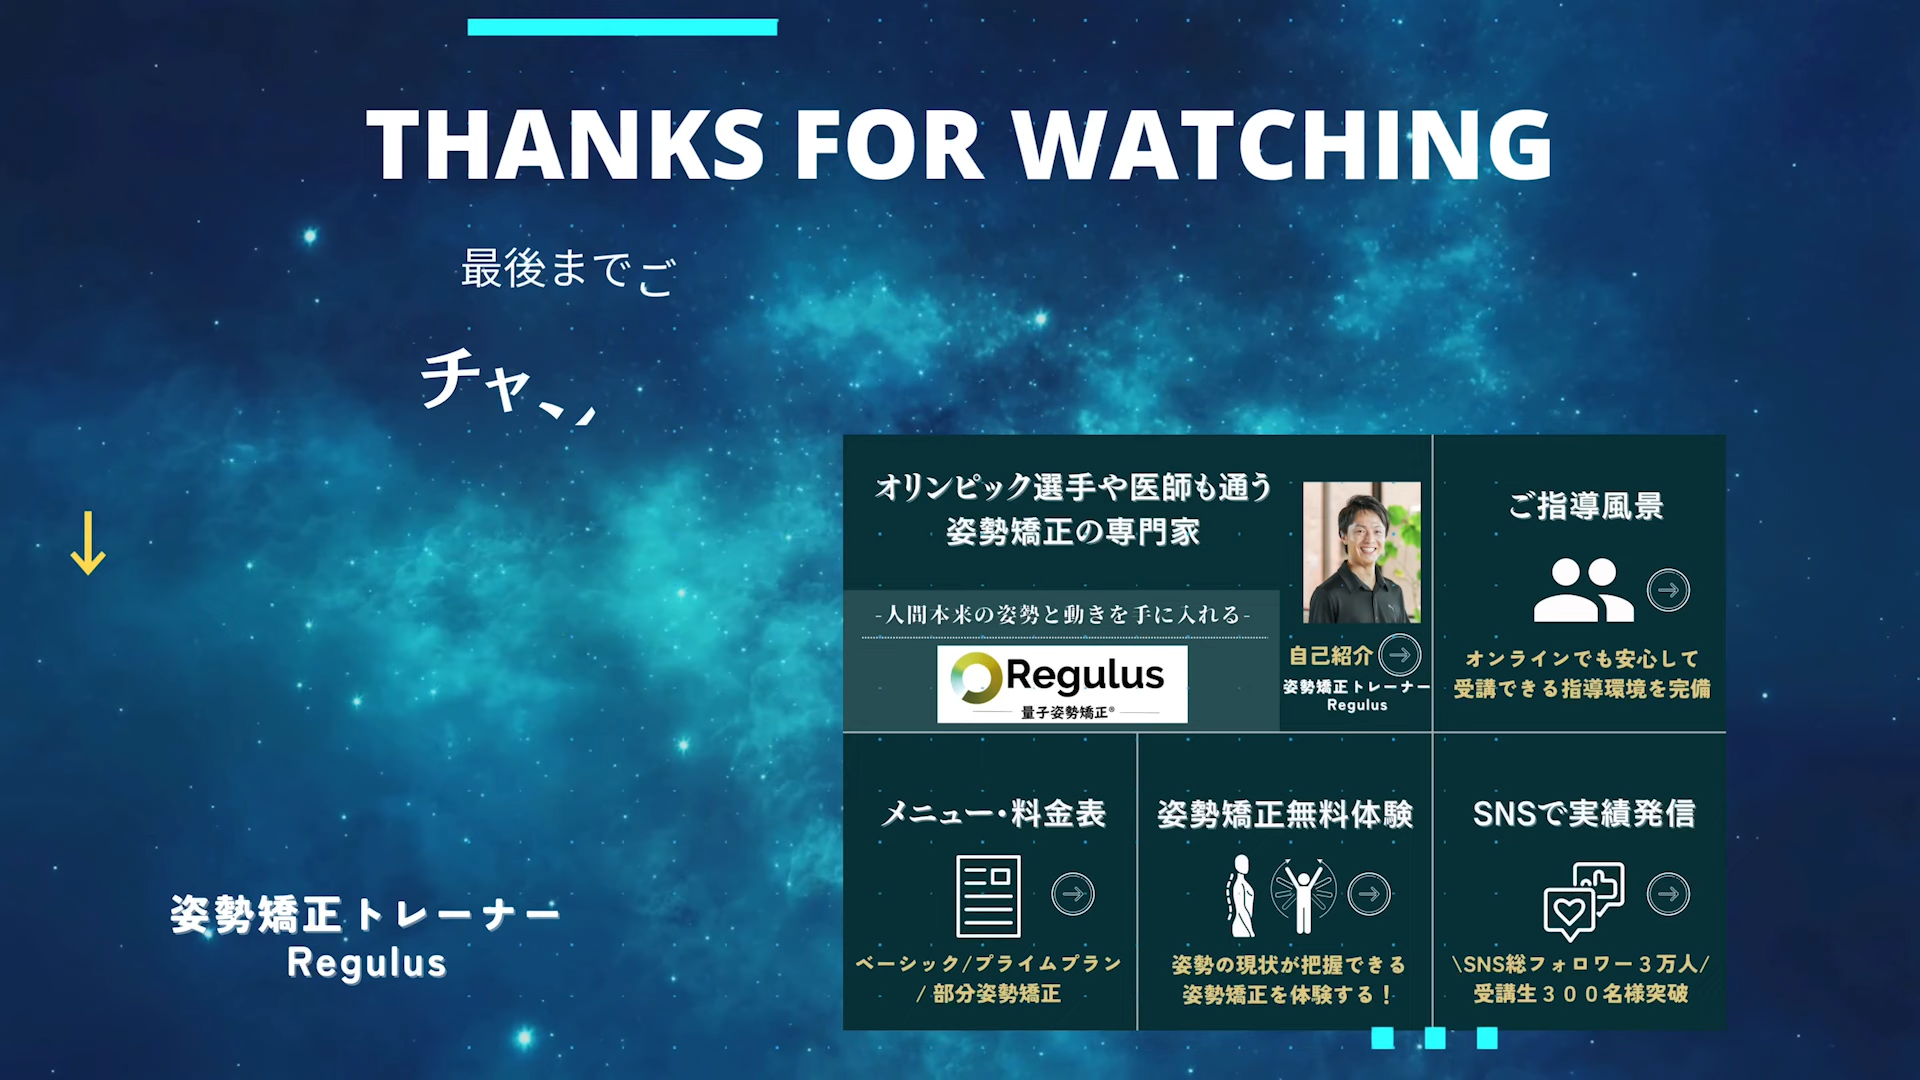 THANKS FOR WATCHING
最後までご
チャ
オリンピック選手や医師も通う
姿勢矯正の専門家
-人間本来の姿勢と動きを手に入れる-
Regulus
量子姿勢矯正®
自己紹介
姿勢矯正トレーナー
Regulus
ご指導風景
オンラインでも安心して
受講できる指導環境を完備
メニュー・料金表
ベーシック/プライムプラン
/ 部分姿勢矯正
姿勢矯正無料体験
姿勢の現状が把握できる
姿勢矯正を体験する！
SNSで実績発信
\SNS総フォロワー３万人/
受講生３００名様突破
姿勢矯正トレーナー
Regulus